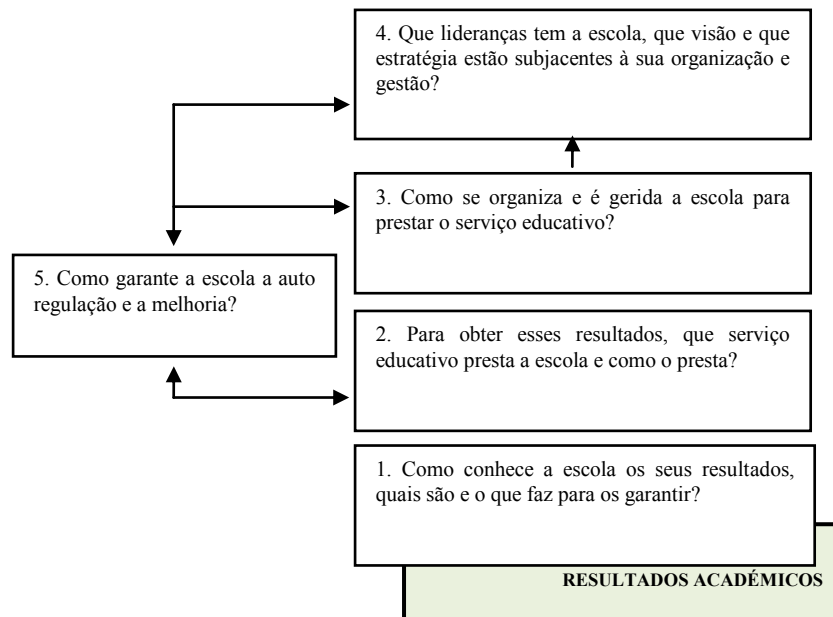 4. Que lideranças tem a escola, que visão e que
estratégia estão subjacentes à sua organização e
gestão?
3. Como se organiza e é gerida a escola para
prestar o serviço educativo?
5. Como garante a escola a auto
regulação e a melhoria?
2. Para obter esses resultados, que serviço
educativo presta a escola e como o presta?
1. Como conhece a escola os seus resultados,
quais são e o que faz para os garantir?
RESULTADOS ACADÉMICOS